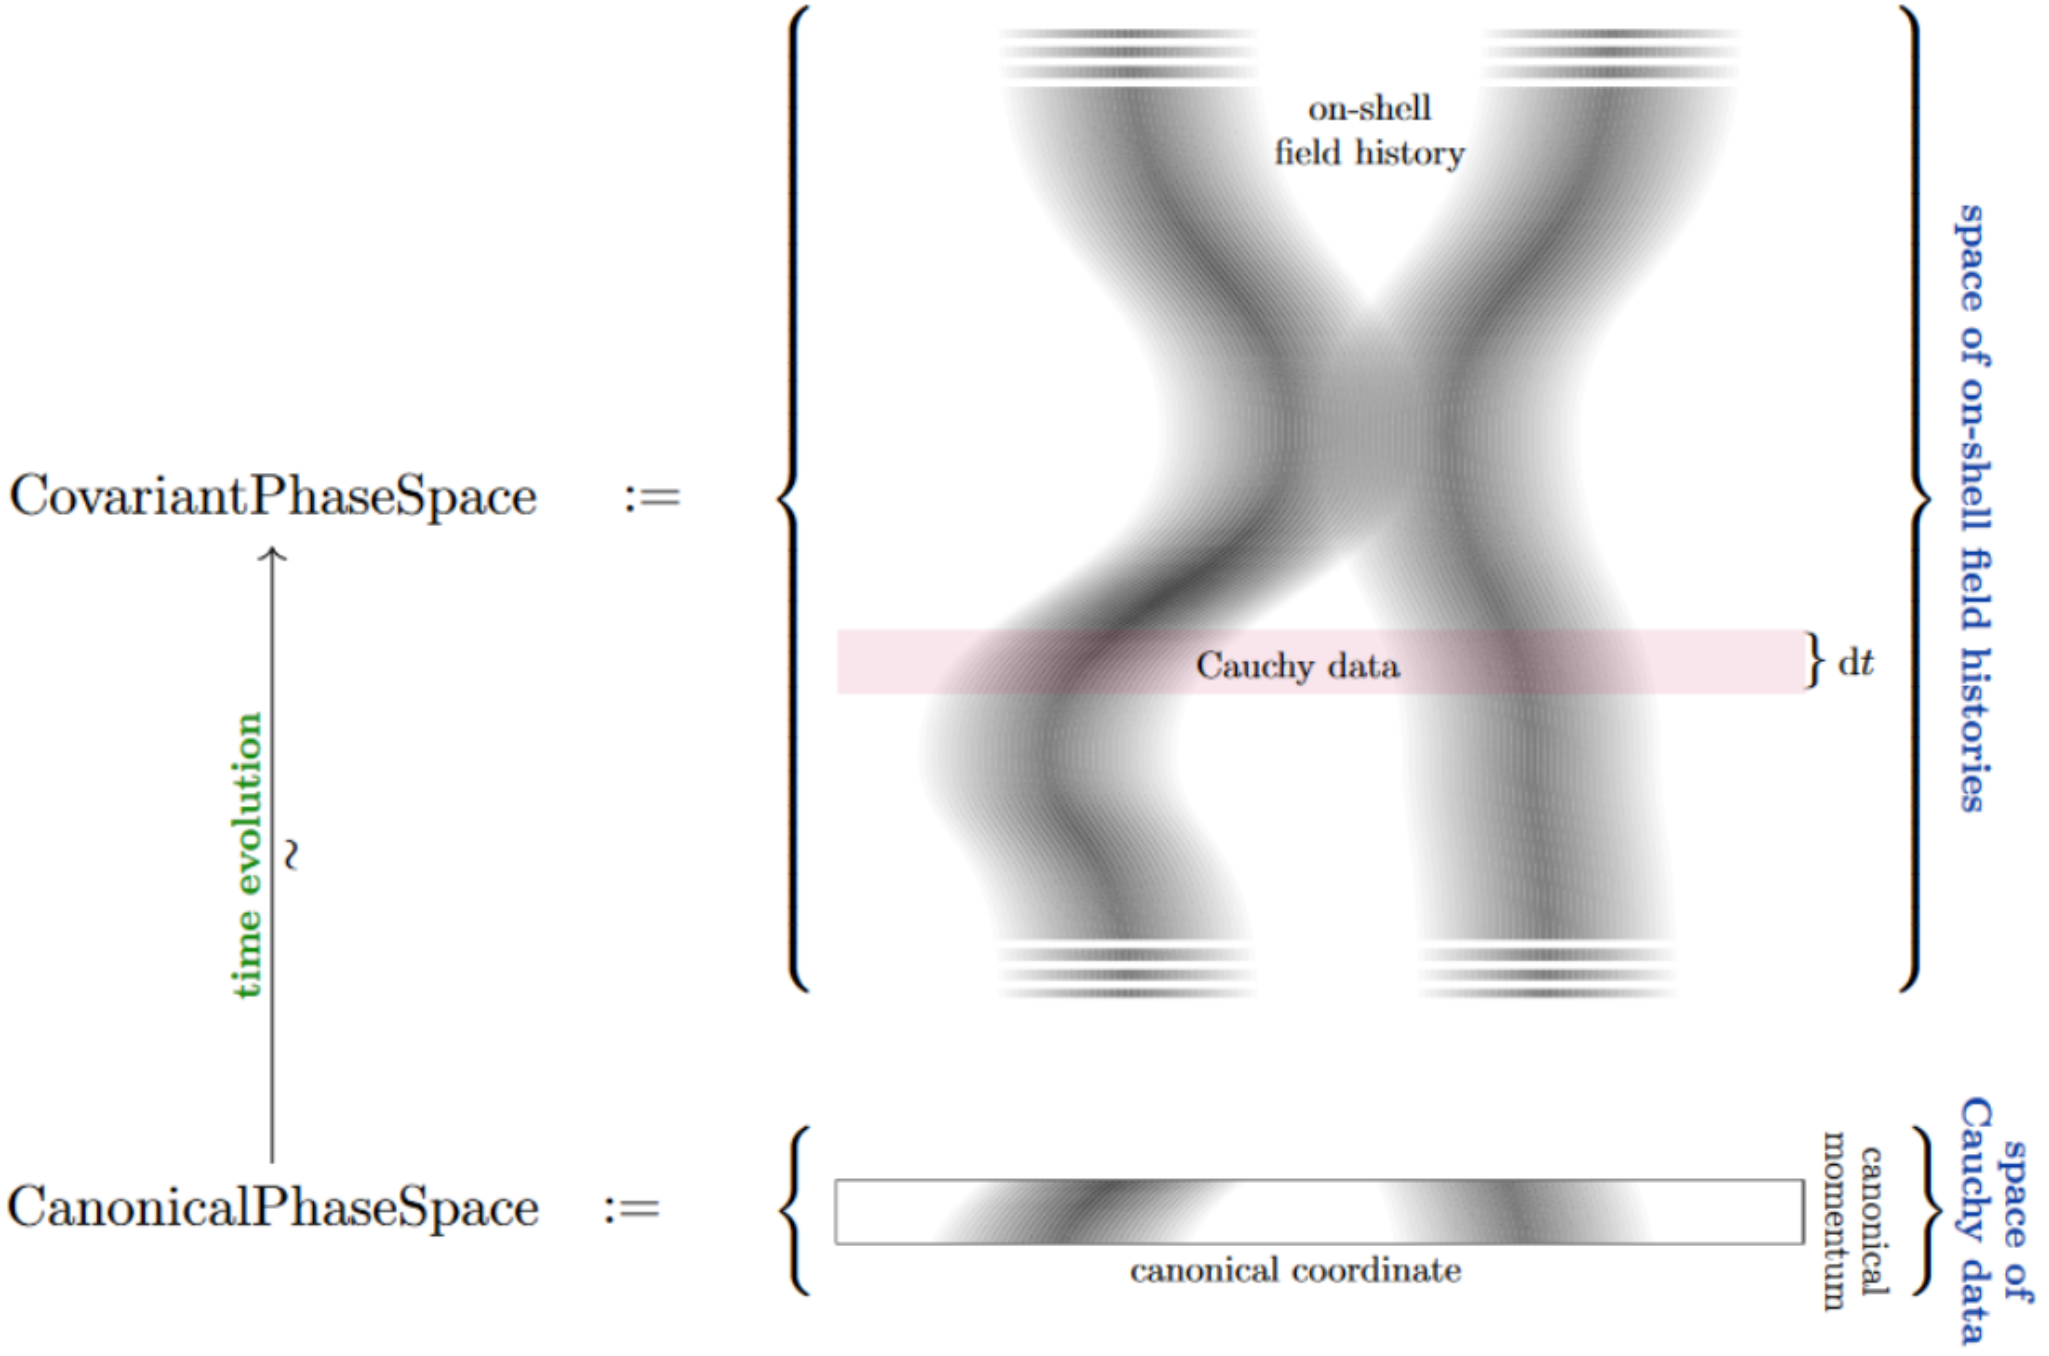 on-shell
field history
CovariantPhaseSpace :=
Cauchy data
} dt
space of on-shell field histories
time evolution
~
CanonicalPhaseSpace :=
canonical coordinate
canonical
momentum
space of
Cauchy data